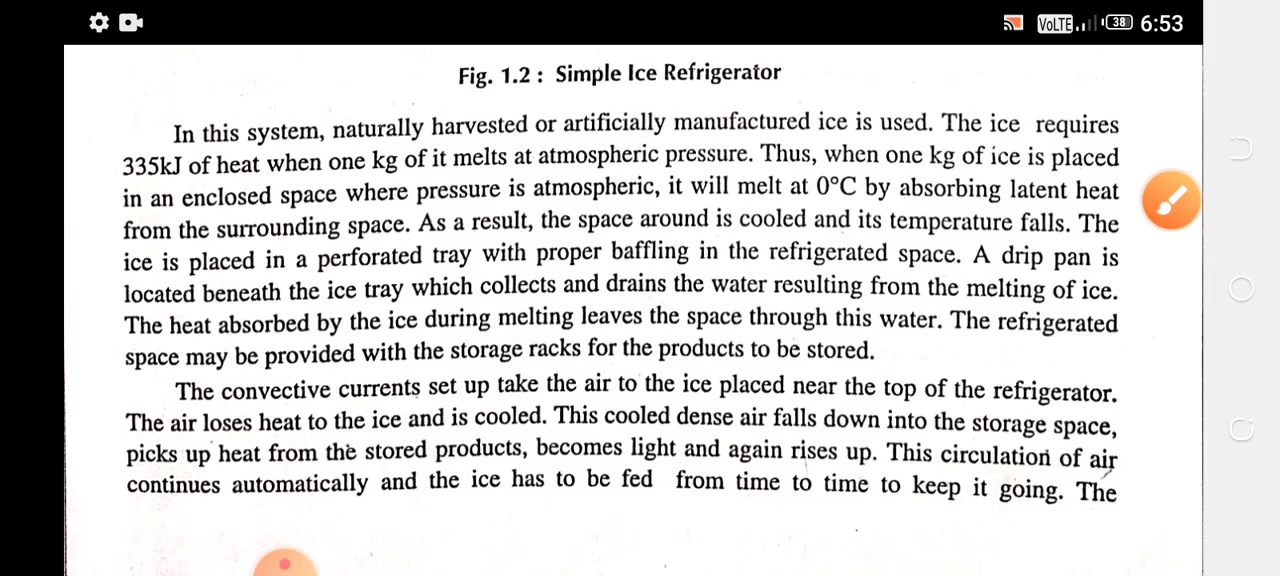 VoLTE 38 6:53
Fig. 1.2 : Simple Ice Refrigerator
In this system, naturally harvested or artificially manufactured ice is used. The ice requires
335kJ of heat when one kg of it melts at atmospheric pressure. Thus, when one kg of ice is placed
in an enclosed space where pressure is atmospheric, it will melt at 0°C by absorbing latent heat
from the surrounding space. As a result, the space around is cooled and its temperature falls. The
ice is placed in a perforated tray with proper baffling in the refrigerated space. A drip pan is
located beneath the ice tray which collects and drains the water resulting from the melting of ice.
The heat absorbed by the ice during melting leaves the space through this water. The refrigerated
space may be provided with the storage racks for the products to be stored.
The convective currents set up take the air to the ice placed near the top of the refrigerator.
The air loses heat to the ice and is cooled. This cooled dense air falls down into the storage space,
picks up heat from the stored products, becomes light and again rises up. This circulation of air
continues automatically and the ice has to be fed from time to time to keep it going. The